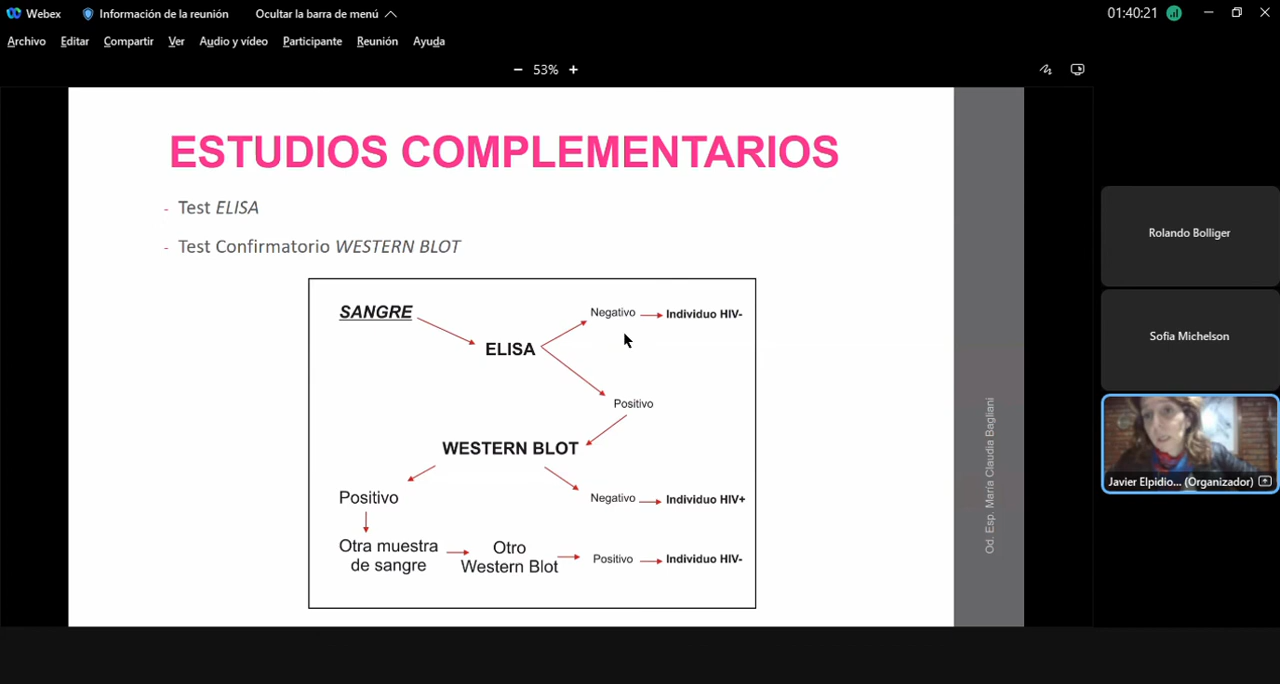 Webex
Información de la reunión
Ocultar la barra de menú
01:40:21
Archivo Editar Compartir Ver Audio y vídeo Participante Reunión Ayuda
− 53% +
ESTUDIOS COMPLEMENTARIOS
- Test ELISA
- Test Confirmatorio WESTERN BLOT
SANGRE
Negativo
Individuo HIV-
ELISA
Positivo
WESTERN BLOT
Positivo
Negativo
Individuo HIV+
Otra muestra
de sangre
Otro
Western Blot
Positivo
Individuo HIV-
Od. Esp. María Claudia Bagliani
Rolando Bolliger
Sofia Michelson
Javier Elpidio... (Organizador)